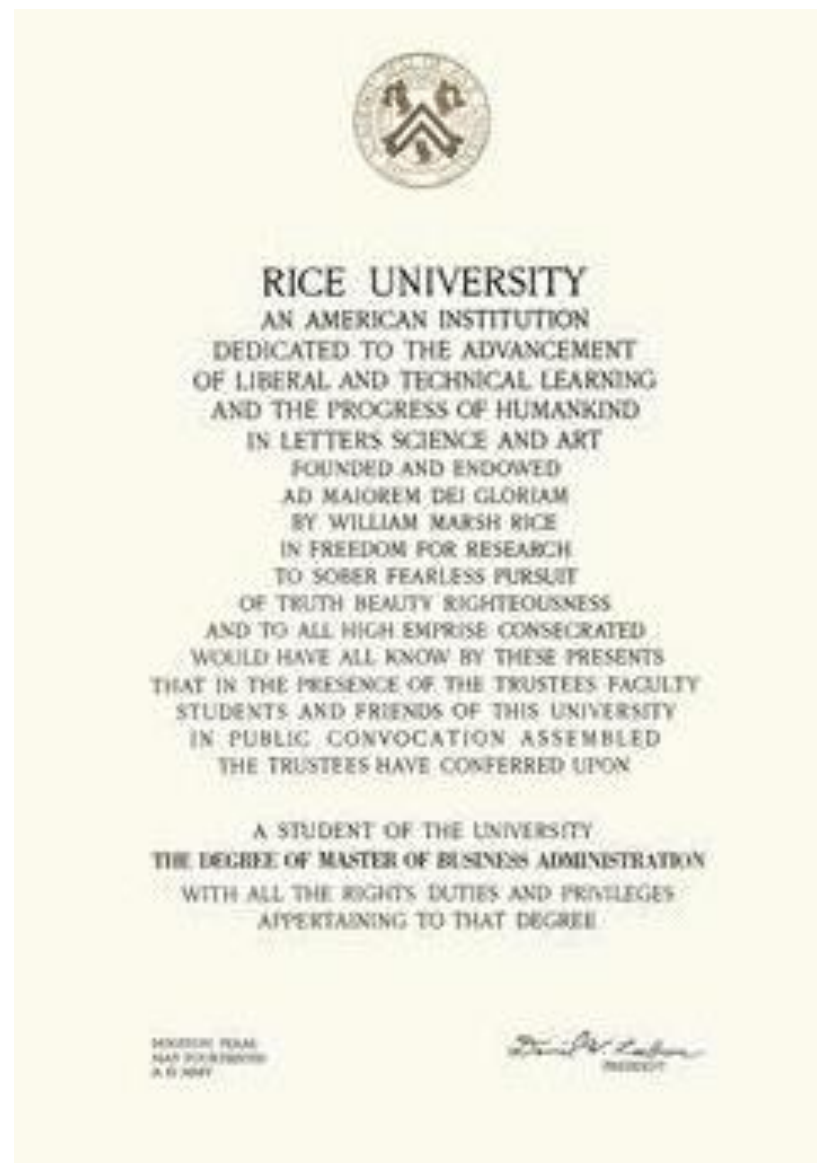 RICE UNIVERSITY
AN AMERICAN INSTITUTION
DEDICATED TO THE ADVANCEMENT
OF LIBERAL AND TECHNICAL LEARNING
AND THE PROGRESS OF HUMANKIND
IN LETTERS SCIENCE AND ART
FOUNDED AND ENDOWED
AD MAIOREM DEI GLORIAM
BY WILLIAM MARSH RICE
IN FREEDOM FOR RESEARCH
TO SOBER FEARLESS PURSUIT
OF TRUTH BEAUTY RIGHTEOUSNESS
AND TO ALL HIGH EMPRISE CONSECRATED
WOULD HAVE ALL KNOW BY THESE PRESENTS
THAT IN THE PRESENCE OF THE TRUSTEES FACULTY
STUDENTS AND FRIENDS OF THIS UNIVERSITY
IN PUBLIC CONVOCATION ASSEMBLED
THE TRUSTEES HAVE CONFERRED UPON
A STUDENT OF THE UNIVERSITY
THE DEGREE OF MASTER OF BUSINESS ADMINISTRATION
WITH ALL THE RIGHTS DUTIES AND PRIVILEGES
APPERTAINING TO THAT DEGREE
HOUSTON TEXAS
MAY
A D MMV
David W.
PRESIDENT